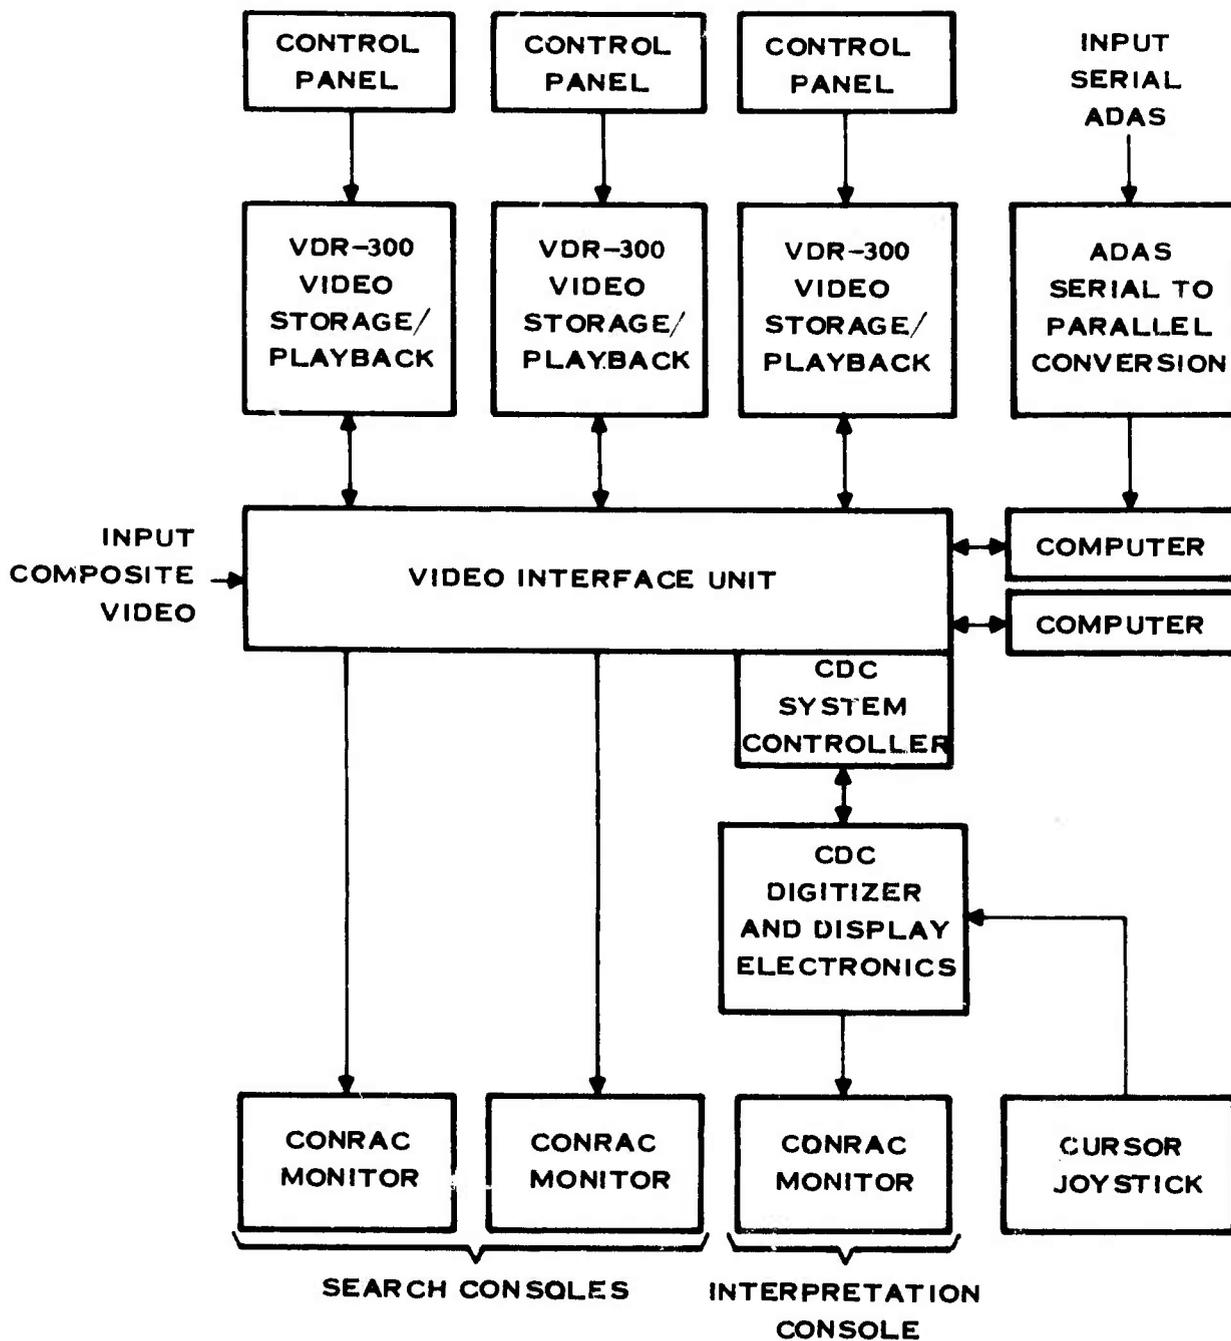 CONTROL
PANEL
CONTROL
PANEL
CONTROL
PANEL
INPUT
SERIAL
ADAS
VDR-300
VIDEO
STORAGE/
PLAYBACK
VDR-300
VIDEO
STORAGE/
PLAYBACK
VDR-300
VIDEO
STORAGE/
PLAYBACK
ADAS
SERIAL TO
PARALLEL
CONVERSION
INPUT
COMPOSITE
VIDEO
VIDEO INTERFACE UNIT
COMPUTER
COMPUTER
CDC
SYSTEM
CONTROLLER
CDC
DIGITIZER
AND DISPLAY
ELECTRONICS
CONRAC
MONITOR
CONRAC
MONITOR
CONRAC
MONITOR
CURSOR
JOYSTICK
SEARCH CONSOLES
INTERPRETATION
CONSOLE